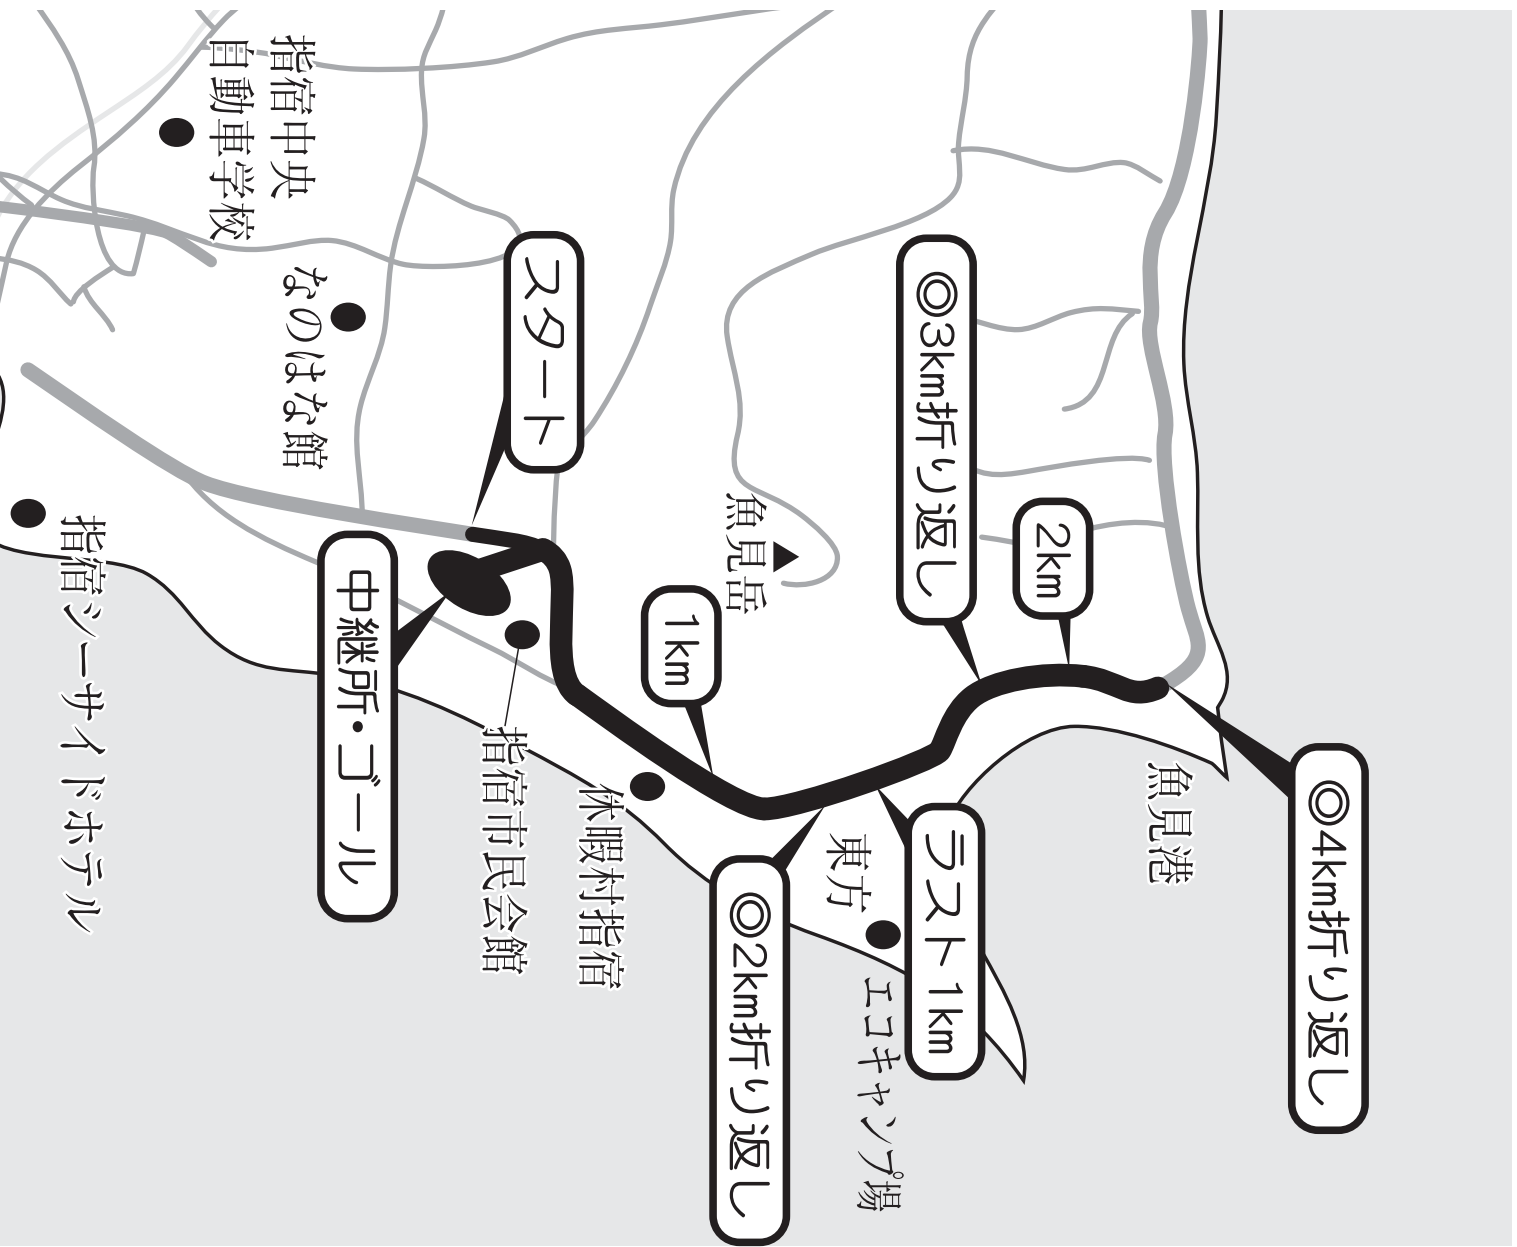 指宿中央
自動車学校
なのはな館
スタート
◎3km折り返し
2km
魚見岳
1km
中継所・ゴール
指宿シーサイドホテル
指宿市民会館
休暇村指宿
◎2km折り返し
東方
エコキャンプ場
ラスト1km
魚見港
◎4km折り返し